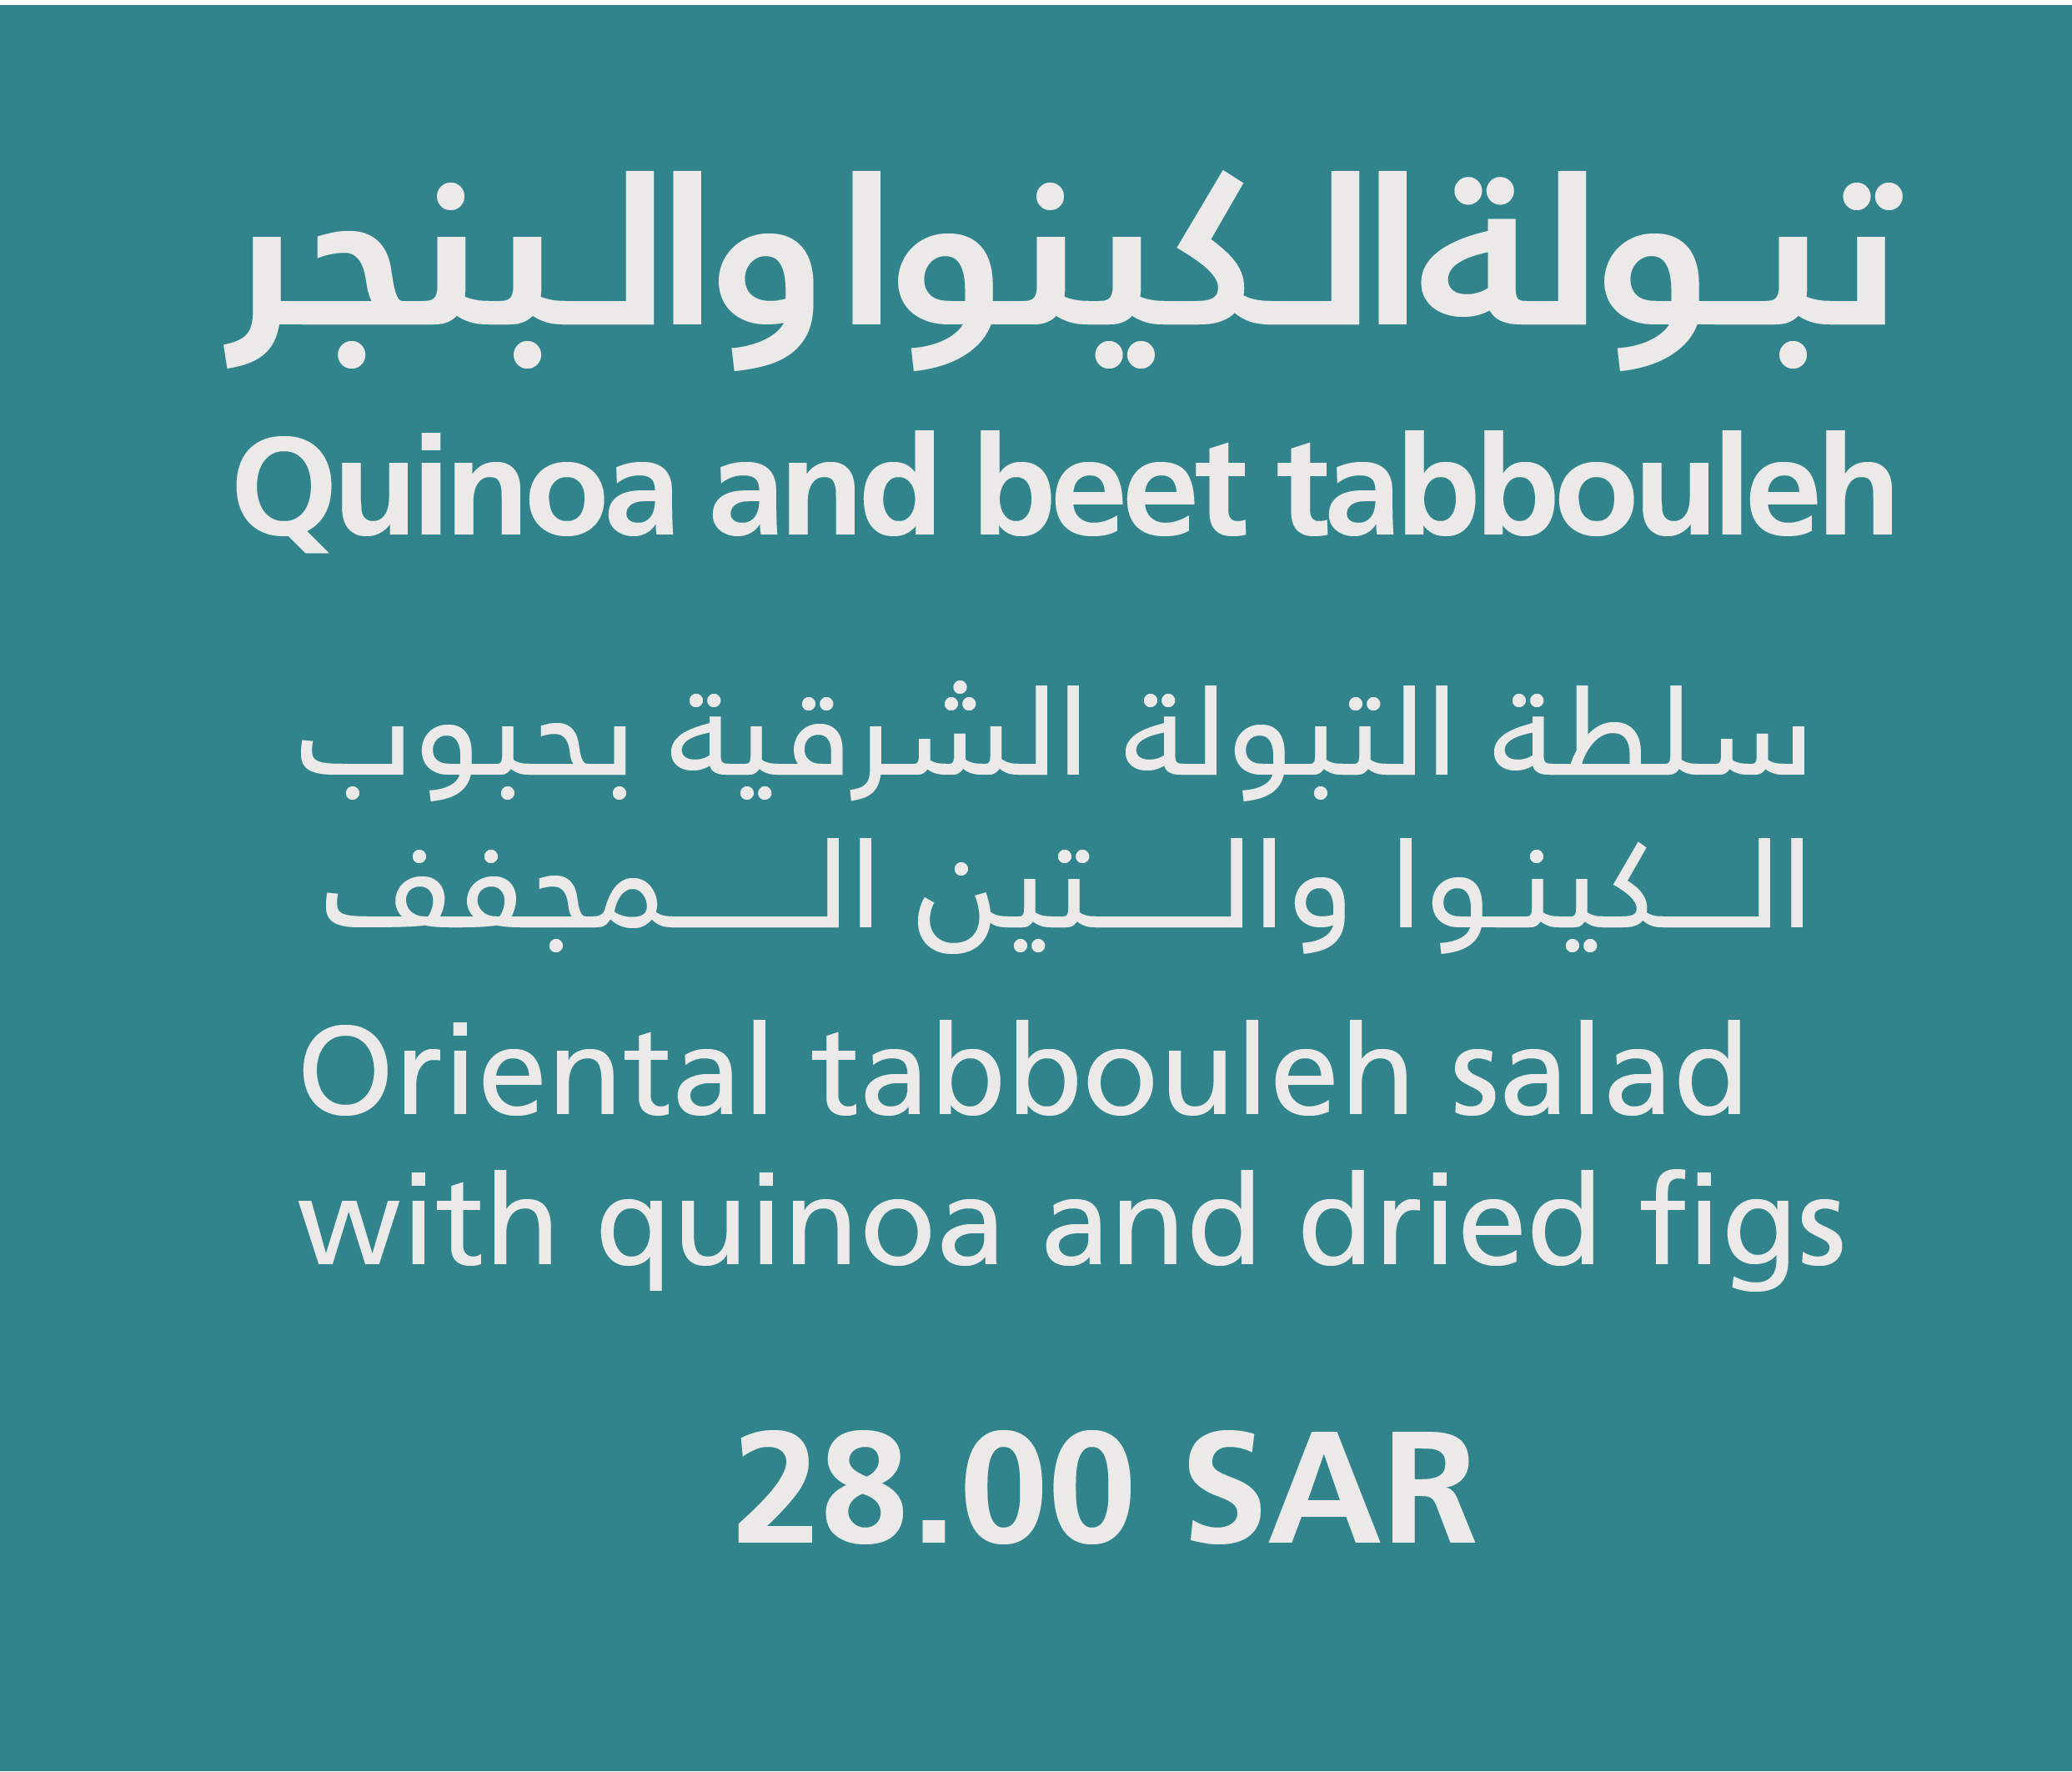 تبولة الكينوا والبنجر
Quinoa and beet tabbouleh
سلطة التبولة الشرقية بحبوب
الكينوا والتين المجفف
Oriental tabbouleh salad
with quinoa and dried figs
28.00 SAR